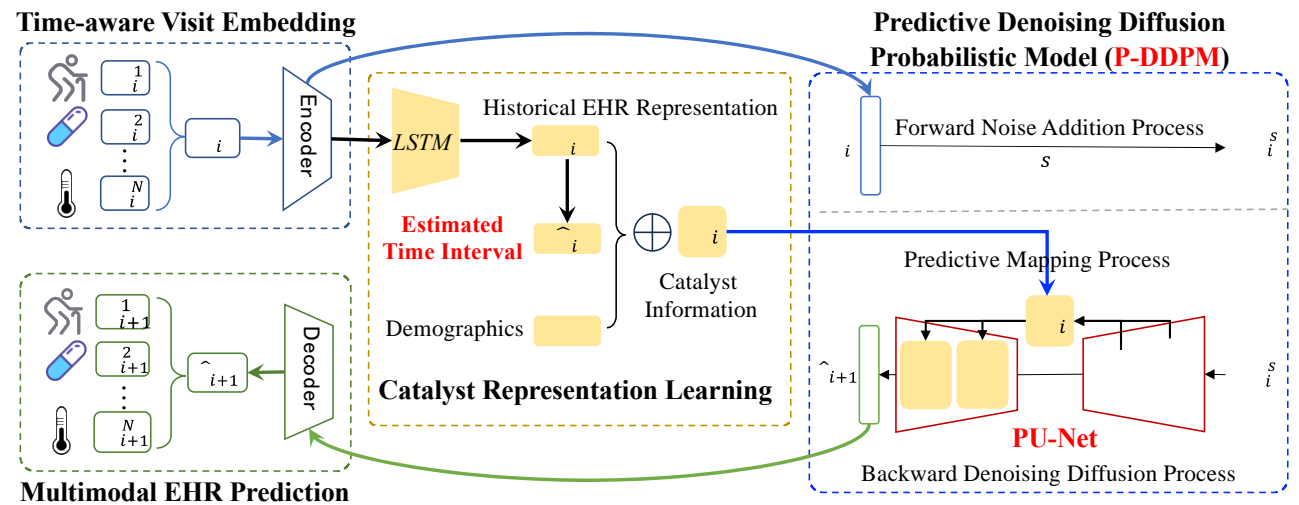 Time-aware Visit Embedding
1
i
2
i
⋮
N
i
i
Encoder
LSTM
Historical EHR Representation
i
Estimated
Time Interval
^
i
i
Catalyst
Information
Demographics
Catalyst Representation Learning
Predictive Denoising Diffusion
Probabilistic Model (P-DDPM)
i
Forward Noise Addition Process
s
s
i
Predictive Mapping Process
i
^
i+1
s
i
PU-Net
Backward Denoising Diffusion Process
1
i+1
2
i+1
⋮
N
i+1
^
i+1
Decoder
Multimodal EHR Prediction